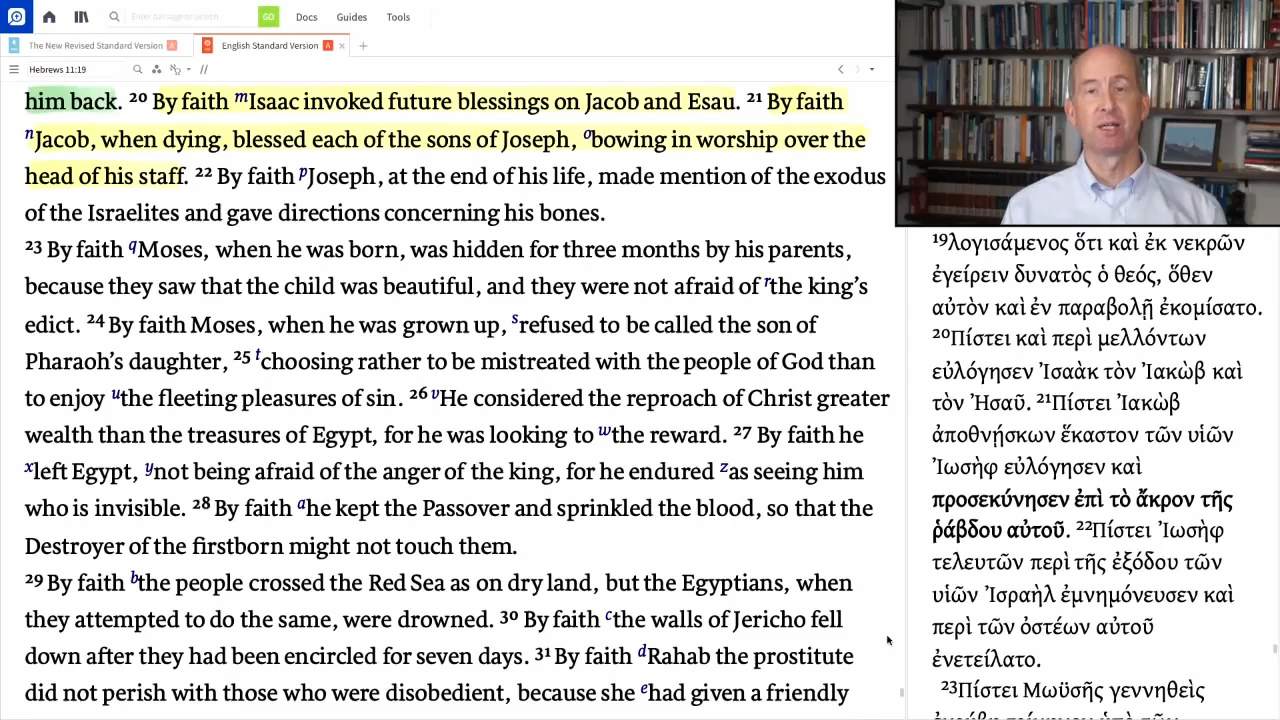 Enter passage or search
GO
Docs
Guides
Tools
The New Revised Standard Version A
English Standard Version A
Hebrews 11:19
him back. 20 By faith mIsaac invoked future blessings on Jacob and Esau. 21 By faith
nJacob, when dying, blessed each of the sons of Joseph, obowing in worship over the
head of his staff. 22 By faith pJoseph, at the end of his life, made mention of the exodus
of the Israelites and gave directions concerning his bones.
23 By faith qMoses, when he was born, was hidden for three months by his parents,
because they saw that the child was beautiful, and they were not afraid of rthe king's
edict. 24 By faith Moses, when he was grown up, srefused to be called the son of
Pharaoh's daughter, 25 tchoosing rather to be mistreated with the people of God than
to enjoy uthe fleeting pleasures of sin. 26 vHe considered the reproach of Christ greater
wealth than the treasures of Egypt, for he was looking to wthe reward. 27 By faith he
xleft Egypt, ynot being afraid of the anger of the king, for he endured zas seeing him
who is invisible. 28 By faith ahe kept the Passover and sprinkled the blood, so that the
Destroyer of the firstborn might not touch them.
29 By faith bthe people crossed the Red Sea as on dry land, but the Egyptians, when
they attempted to do the same, were drowned. 30 By faith cthe walls of Jericho fell
down after they had been encircled for seven days. 31 By faith dRahab the prostitute
did not perish with those who were disobedient, because she ehad given a friendly
19λογισάμενος ὅτι καὶ ἐκ νεκρῶν
ἐγείρειν δυνατὸς ὁ θεός, ὅθεν
αὐτὸν καὶ ἐν παραβολῇ ἐκομίσατο.
20Πίστει καὶ περὶ μελλόντων
εὐλόγησεν Ἰσαὰκ τὸν Ἰακὼβ καὶ
τὸν Ἠσαῦ. 21Πίστει Ἰακὼβ
ἀποθνῄσκων ἕκαστον τῶν υἱῶν
Ἰωσὴφ εὐλόγησεν καὶ
προσεκύνησεν ἐπὶ τὸ ἄκρον τῆς
ῥάβδου αὐτοῦ. 22Πίστει Ἰωσὴφ
τελευτῶν περὶ τῆς ἐξόδου τῶν
υἱῶν Ἰσραὴλ ἐμνημόνευσεν καὶ
περὶ τῶν ὀστέων αὐτοῦ
ἐνετείλατο.
23Πίστει Μωϋσῆς γεννηθεὶς